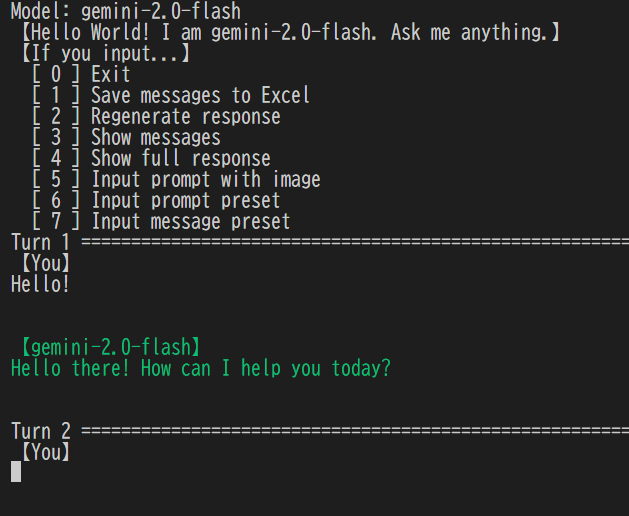 Model: gemini-2.0-flash
【Hello World! I am gemini-2.0-flash. Ask me anything.】
【If you input...】
[ 0 ] Exit
[ 1 ] Save messages to Excel
[ 2 ] Regenerate response
[ 3 ] Show messages
[ 4 ] Show full response
[ 5 ] Input prompt with image
[ 6 ] Input prompt preset
[ 7 ] Input message preset
Turn 1 =======================================================
【You】
Hello!
【gemini-2.0-flash】
Hello there! How can I help you today?
Turn 2 =======================================================
【You】